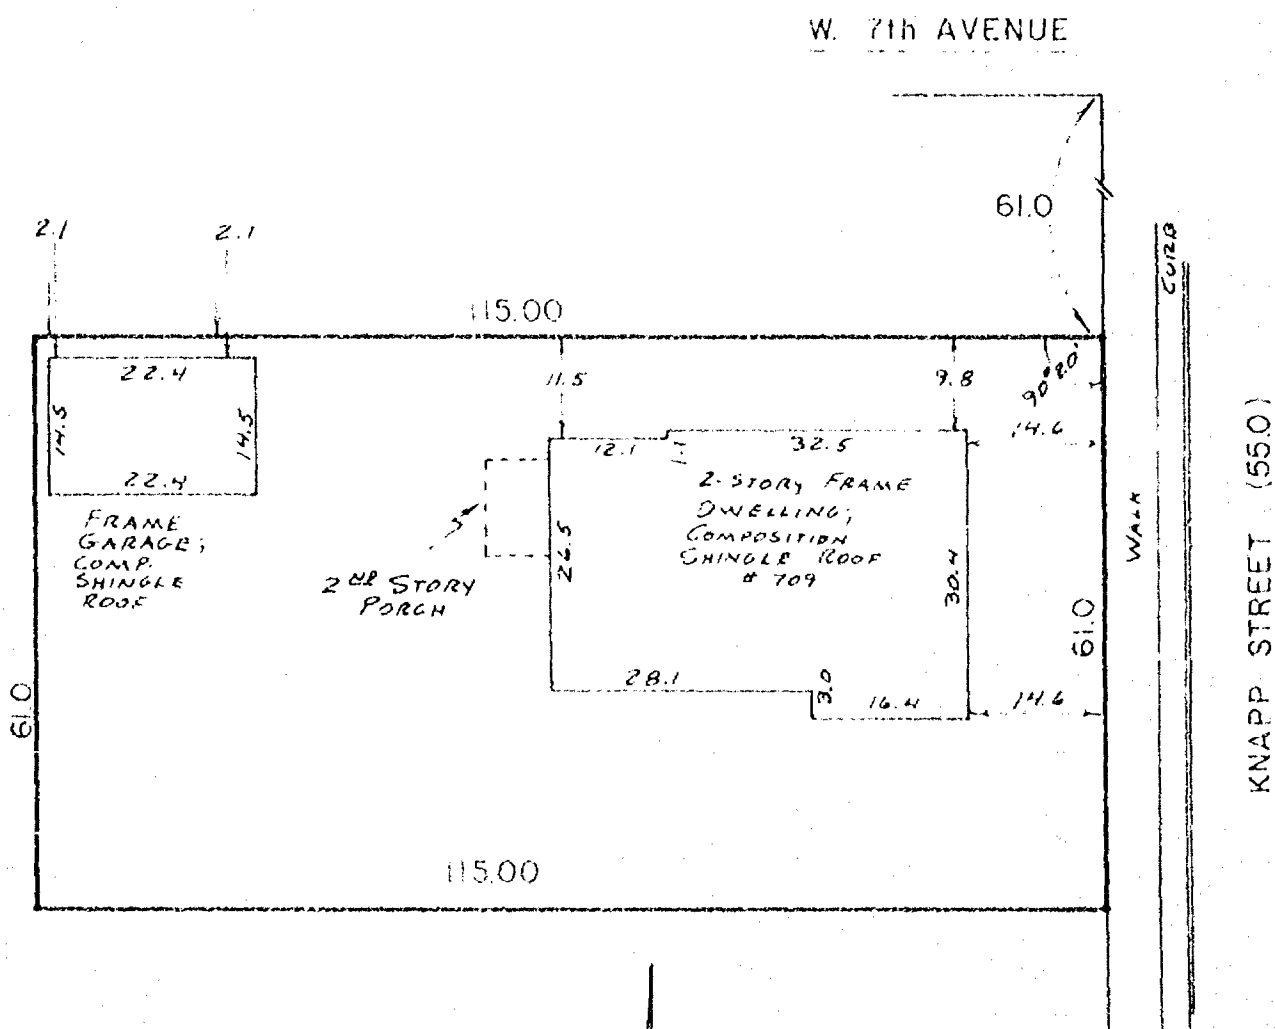 W. 7th AVENUE
61.0
2.1
2.1
CURB
115.00
22.4
11.5
9.8
90°20'
14.5
14.5
14.6
12.1
1.1
32.5
22.4
2-STORY FRAME
DWELLING;
COMPOSITION
SHINGLE ROOF
# 709
FRAME
GARAGE;
COMP.
SHINGLE
ROOF
26.5
30.4
WALK
2ND STORY
PORCH
61.0
KNAPP STREET (55.0)
28.1
3.0
16.4
14.6
61.0
115.00